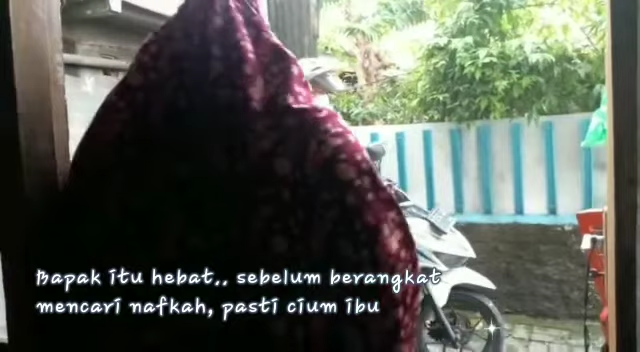 Bapak itu hebat.. sebelum berangkat
mencari nafkah, pasti cium ibu